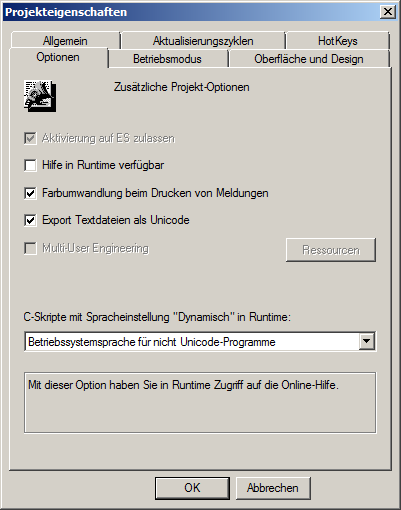 Projekteigenschaften
Allgemein
Aktualisierungszyklen
HotKeys
Optionen
Betriebsmodus
Oberfläche und Design
Zusätzliche Projekt-Optionen
Aktivierung auf ES zulassen
Hilfe in Runtime verfügbar
Farbumwandlung beim Drucken von Meldungen
Export Textdateien als Unicode
Multi-User Engineering
Ressourcen
C-Skripte mit Spracheinstellung "Dynamisch" in Runtime:
Betriebssystemsprache für nicht Unicode-Programme
Mit dieser Option haben Sie in Runtime Zugriff auf die Online-Hilfe.
OK
Abbrechen